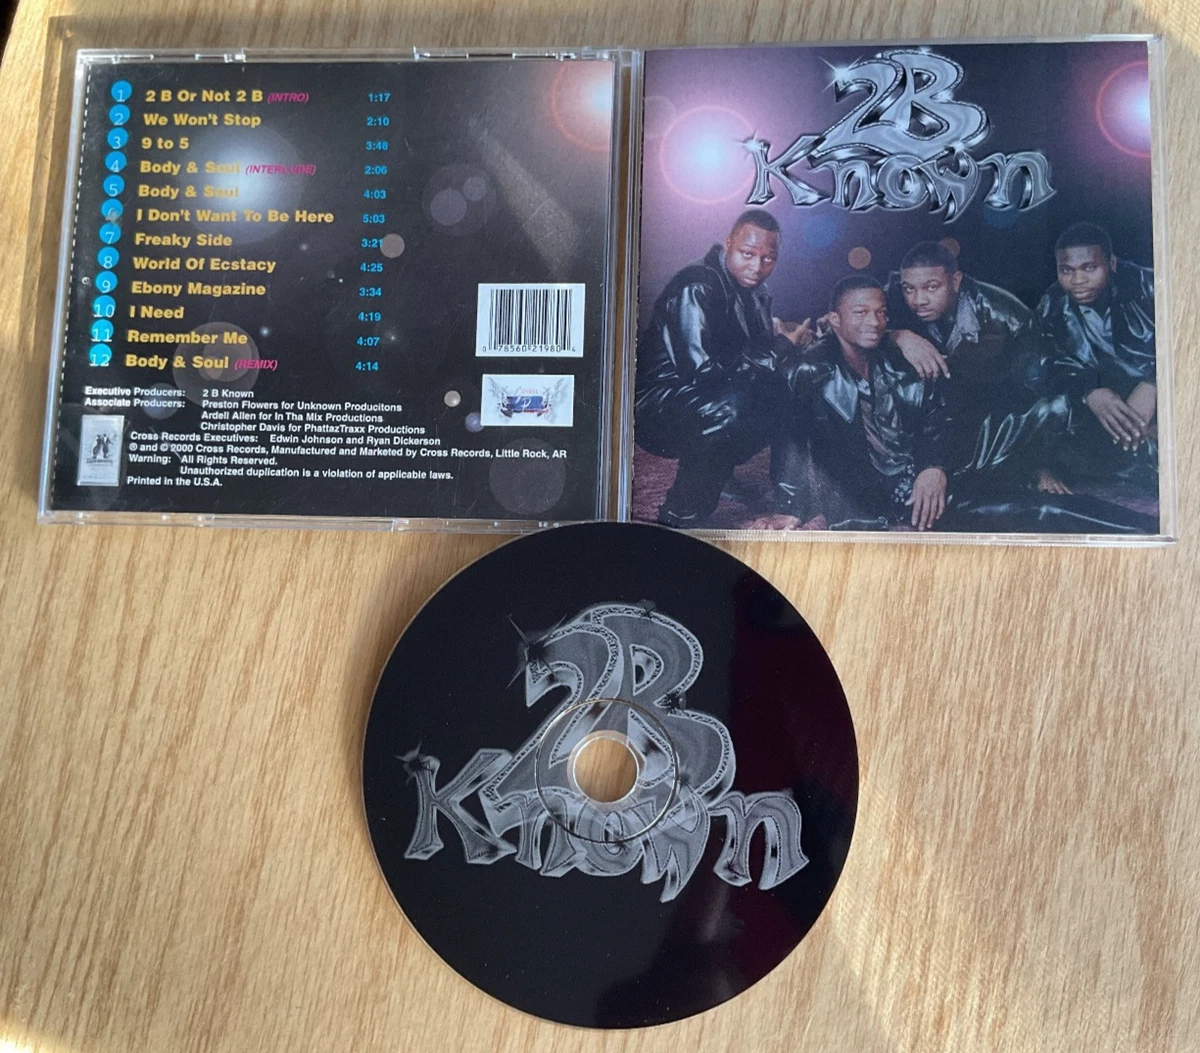 1 2 B Or Not 2 B (INTRO) 1:17
2 We Won't Stop 2:10
3 9 to 5 3:48
4 Body & Soul (INTERLUDE) 2:06
5 Body & Soul 4:03
6 I Don't Want To Be Here 5:03
7 Freaky Side 3:21
8 World Of Ecstacy 4:25
9 Ebony Magazine 3:34
10 I Need 4:19
11 Remember Me 4:07
12 Body & Soul (REMIX) 4:14
Executive Producers: 2 B Known
Associate Producers: Preston Flowers for Unknown Producitons
Ardell Allen for In Tha Mix Productions
Christopher Davis for PhattazTraxx Productions
Cross Records Executives: Edwin Johnson and Ryan Dickerson
® and © 2000 Cross Records, Manufactured and Marketed by Cross Records, Little Rock, AR
Warning: All Rights Reserved.
Unauthorized duplication is a violation of applicable laws.
Printed in the U.S.A.
0 78560 21980 4
2B
Known
2B
Known